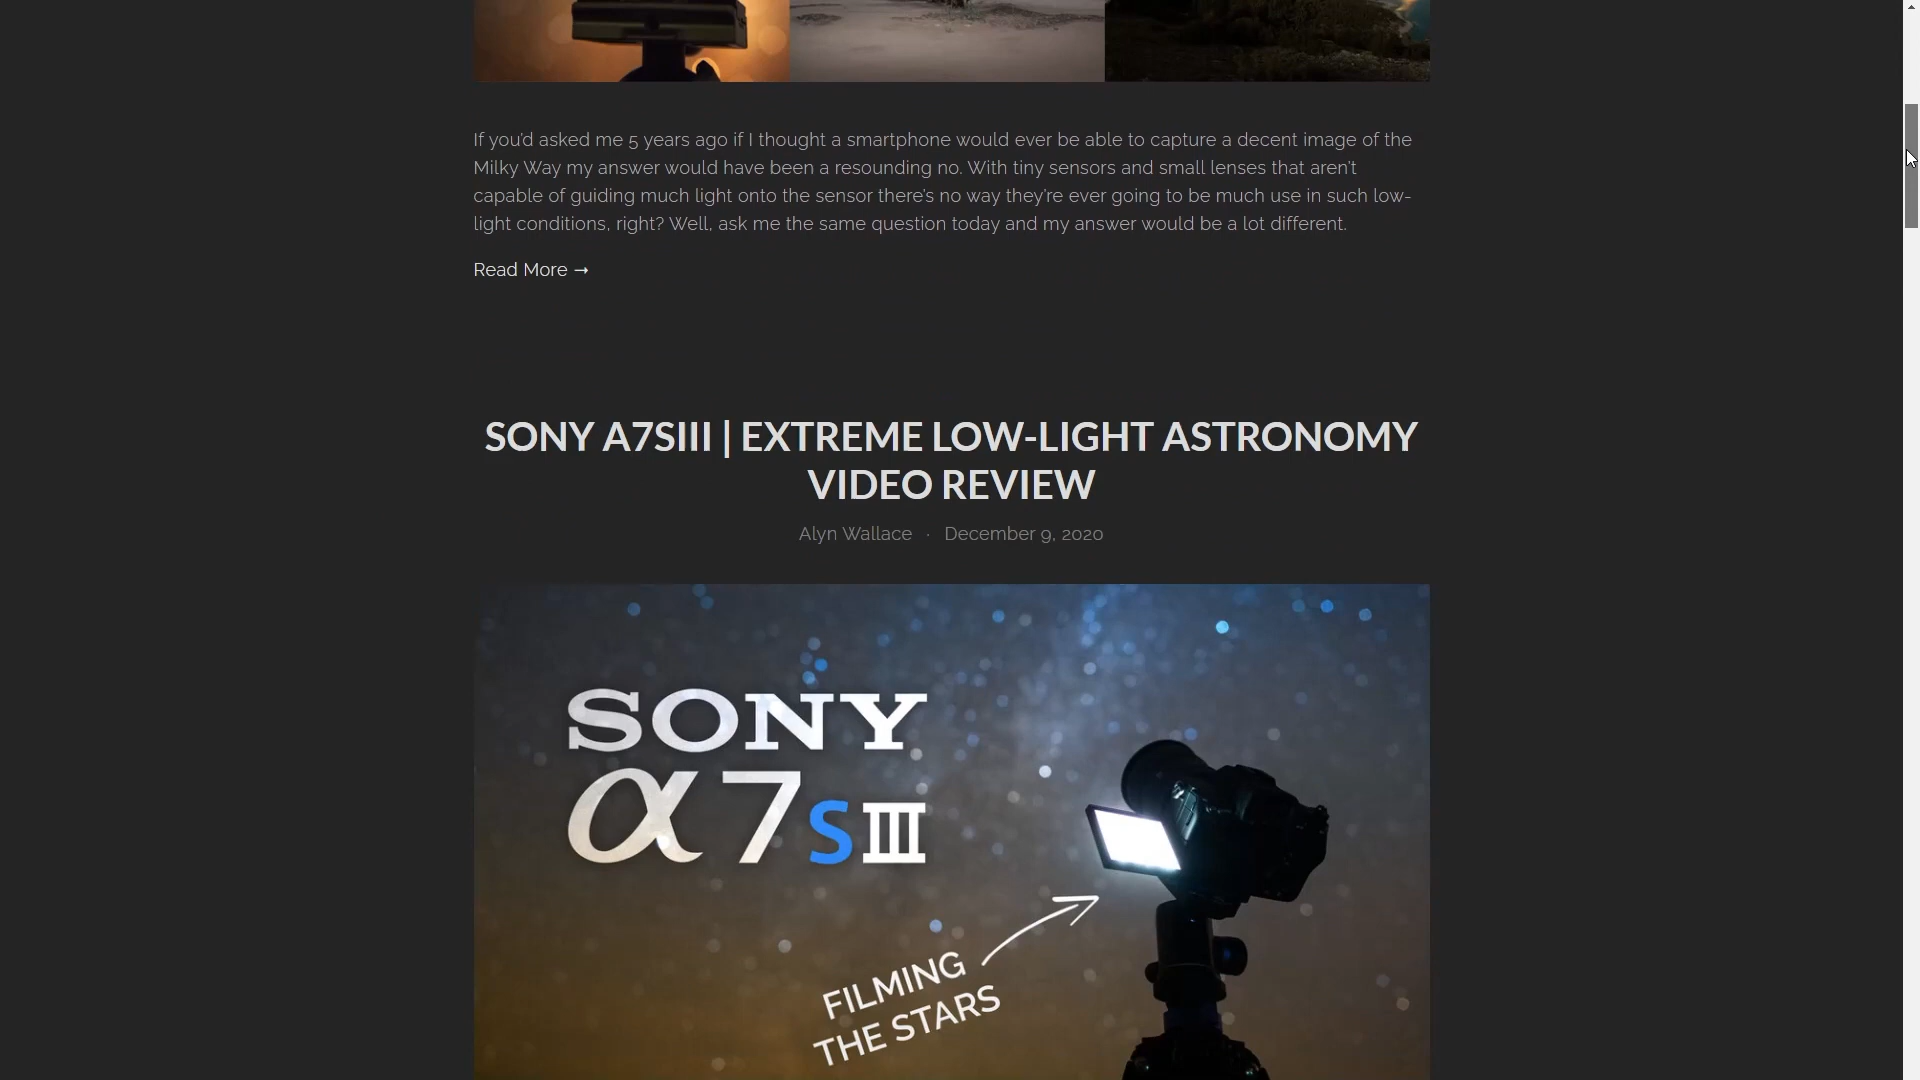 If you'd asked me 5 years ago if I thought a smartphone would ever be able to capture a decent image of the
Milky Way my answer would have been a resounding no. With tiny sensors and small lenses that aren't
capable of guiding much light onto the sensor there's no way they're ever going to be much use in such low-
light conditions, right? Well, ask me the same question today and my answer would be a lot different.
Read More →
SONY A7SIII | EXTREME LOW-LIGHT ASTRONOMY
VIDEO REVIEW
Alyn Wallace · December 9, 2020
SONY
α7SIII
FILMING
THE STARS